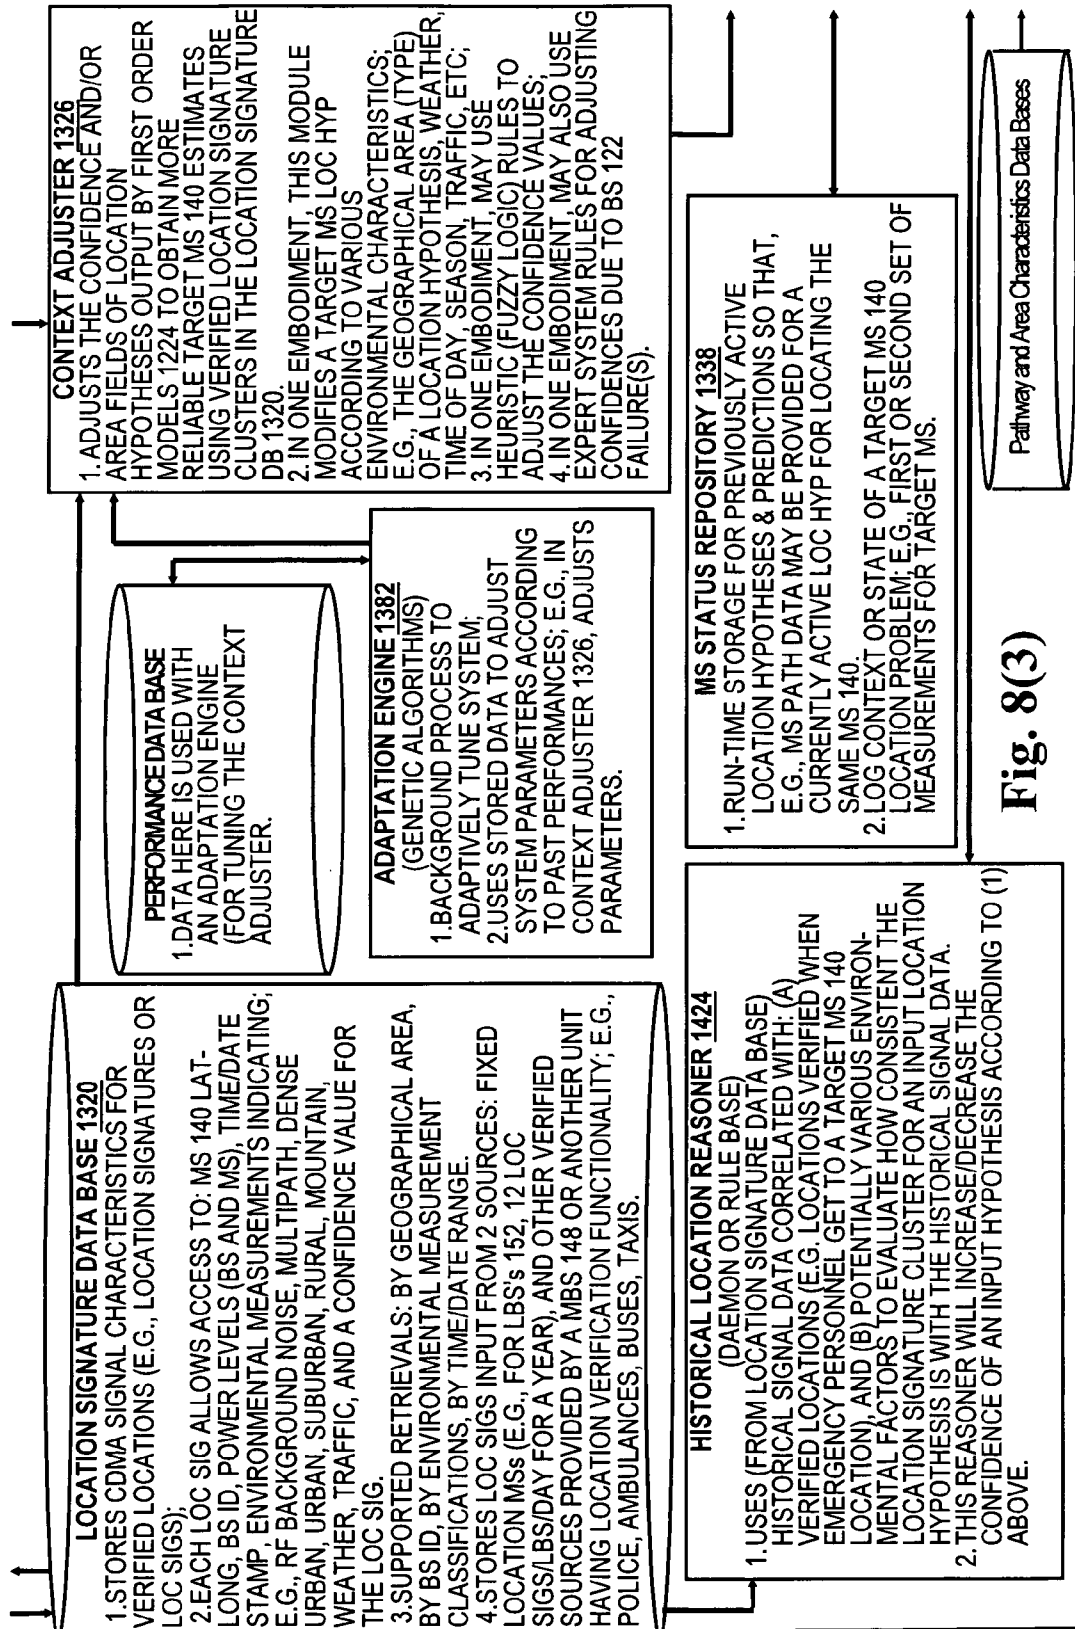 LOCATION SIGNATURE DATA BASE 1320
1.STORES CDMA SIGNAL CHARACTERISTICS FOR
VERIFIED LOCATIONS (E.G., LOCATION SIGNATURES OR
LOC SIGS);
2.EACH LOC SIG ALLOWS ACCESS TO: MS 140 LAT-
LONG, BS ID, POWER LEVELS (BS AND MS), TIME/DATE
STAMP, ENVIRONMENTAL MEASUREMENTS INDICATING;
E.G., RF BACKGROUND NOISE, MULTIPATH, DENSE
URBAN, URBAN, SUBURBAN, RURAL, MOUNTAIN,
WEATHER, TRAFFIC, AND A CONFIDENCE VALUE FOR
THE LOC SIG.
3.SUPPORTED RETRIEVALS: BY GEOGRAPHICAL AREA,
BY BS ID, BY ENVIRONMENTAL MEASUREMENT
CLASSIFICATIONS, BY TIME/DATE RANGE.
4.STORES LOC SIGS INPUT FROM 2 SOURCES: FIXED
LOCATION MSs (E.G., FOR LBS's 152, 12 LOC
SIGS/LBS/DAY FOR A YEAR), AND OTHER VERIFIED
SOURCES PROVIDED BY A MBS 148 OR ANOTHER UNIT
HAVING LOCATION VERIFICATION FUNCTIONALITY; E.G.,
POLICE, AMBULANCES, BUSES, TAXIS.
PERFORMANCE DATA BASE
1.DATA HERE IS USED WITH
AN ADAPTATION ENGINE
(FOR TUNING THE CONTEXT
ADJUSTER.
ADAPTATION ENGINE 1382
(GENETIC ALGORITHMS)
1.BACKGROUND PROCESS TO
ADAPTIVELY TUNE SYSTEM;
2.USES STORED DATA TO ADJUST
SYSTEM PARAMETERS ACCORDING
TO PAST PERFORMANCES; E.G., IN
CONTEXT ADJUSTER 1326, ADJUSTS
PARAMETERS.
CONTEXT ADJUSTER 1326
1. ADJUSTS THE CONFIDENCE AND/OR
AREA FIELDS OF LOCATION
HYPOTHESES OUTPUT BY FIRST ORDER
MODELS 1224 TO OBTAIN MORE
RELIABLE TARGET MS 140 ESTIMATES
USING VERIFIED LOCATION SIGNATURE
CLUSTERS IN THE LOCATION SIGNATURE
DB 1320.
2. IN ONE EMBODIMENT, THIS MODULE
MODIFIES A TARGET MS LOC HYP
ACCORDING TO VARIOUS
ENVIRONMENTAL CHARACTERISTICS;
E.G., THE GEOGRAPHICAL AREA (TYPE)
OF A LOCATION HYPOTHESIS, WEATHER,
TIME OF DAY, SEASON, TRAFFIC, ETC;
3. IN ONE EMBODIMENT, MAY USE
HEURISTIC (FUZZY LOGIC) RULES TO
ADJUST THE CONFIDENCE VALUES;
4. IN ONE EMBODIMENT, MAY ALSO USE
EXPERT SYSTEM RULES FOR ADJUSTING
CONFIDENCES DUE TO BS 122
FAILURE(S).
HISTORICAL LOCATION REASONER 1424
(DAEMON OR RULE BASE)
1.USES (FROM LOCATION SIGNATURE DATA BASE)
HISTORICAL SIGNAL DATA CORRELATED WITH: (A)
VERIFIED LOCATIONS (E.G. LOCATIONS VERIFIED WHEN
EMERGENCY PERSONNEL GET TO A TARGET MS 140
LOCATION), AND (B) POTENTIALLY VARIOUS ENVIRON-
MENTAL FACTORS TO EVALUATE HOW CONSISTENT THE
LOCATION SIGNATURE CLUSTER FOR AN INPUT LOCATION
HYPOTHESIS IS WITH THE HISTORICAL SIGNAL DATA.
2. THIS REASONER WILL INCREASE/DECREASE THE
CONFIDENCE OF AN INPUT HYPOTHESIS ACCORDING TO (1)
ABOVE.
MS STATUS REPOSITORY 1338
1.RUN-TIME STORAGE FOR PREVIOUSLY ACTIVE
LOCATION HYPOTHESES & PREDICTIONS SO THAT,
E.G., MS PATH DATA MAY BE PROVIDED FOR A
CURRENTLY ACTIVE LOC HYP FOR LOCATING THE
SAME MS 140.
2. LOG CONTEXT OR STATE OF A TARGET MS 140
LOCATION PROBLEM; E.G., FIRST OR SECOND SET OF
MEASUREMENTS FOR TARGET MS.
Pathway and Area Characteristics Data Bases
Fig. 8(3)